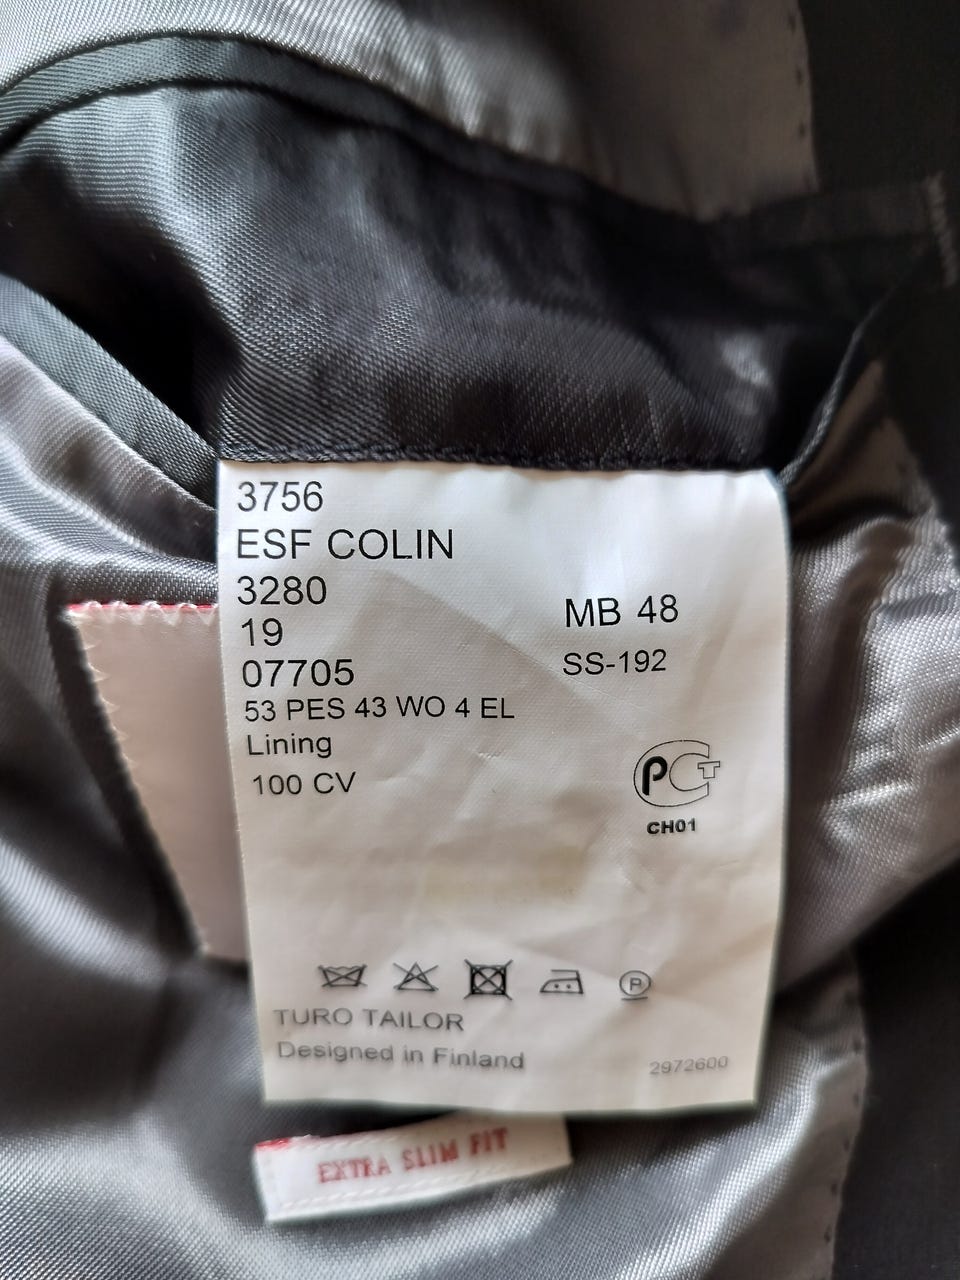 3756
ESF COLIN
3280
19
MB 48
07705
SS-192
53 PES 43 WO 4 EL
Lining
100 CV
РСТ
CH01
P
TURO TAILOR
Designed in Finland
2972600
EXTRA SLIM FIT